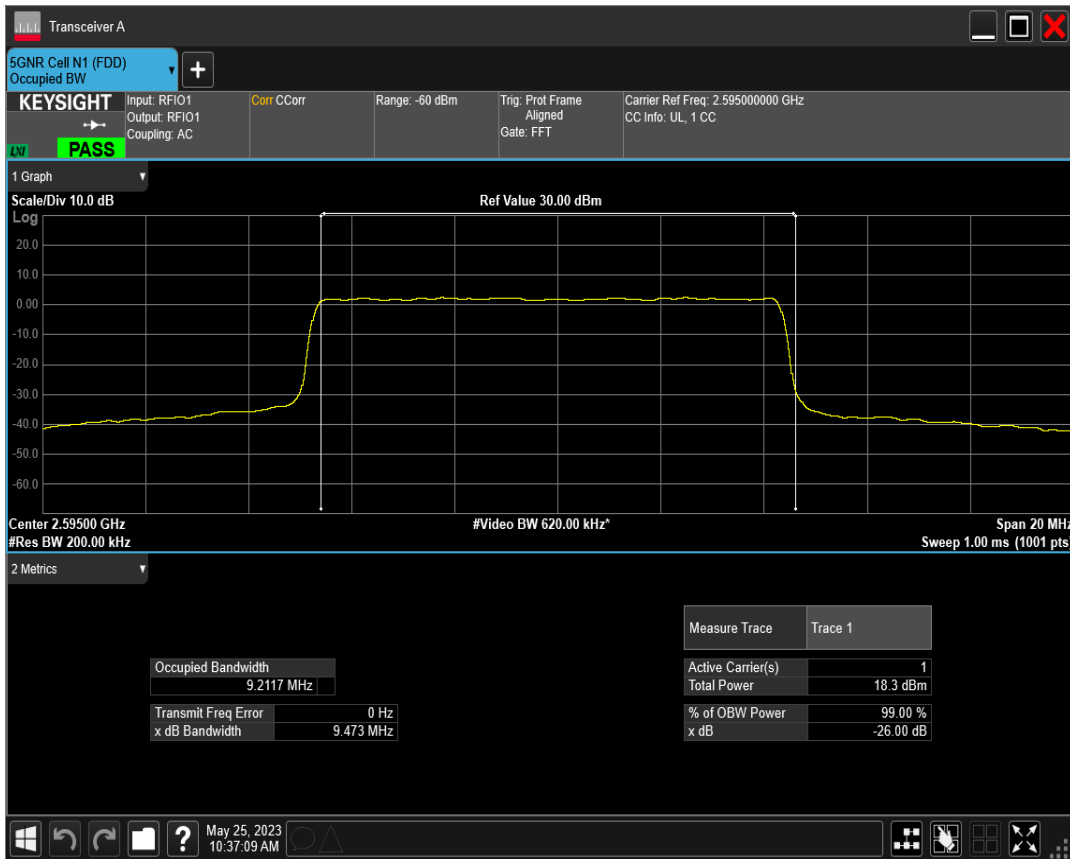 Transceiver A
5GNR Cell N1 (FDD)
Occupied BW
+
KEYSIGHT
LXI
PASS
Input: RFIO1
Output: RFIO1
Coupling: AC
Corr CCorr
Range: -60 dBm
Trig: Prot Frame
Aligned
Gate: FFT
Carrier Ref Freq: 2.595000000 GHz
CC Info: UL, 1 CC
1 Graph
Scale/Div 10.0 dB
Ref Value 30.00 dBm
Log
20.0
10.0
0.00
-10.0
-20.0
-30.0
-40.0
-50.0
-60.0
Center 2.59500 GHz
#Video BW 620.00 kHz*
Span 20 MHz
#Res BW 200.00 kHz
Sweep 1.00 ms (1001 pts)
2 Metrics
Measure Trace Trace 1
Occupied Bandwidth
9.2117 MHz
Active Carrier(s) 1
Total Power 18.3 dBm
Transmit Freq Error 0 Hz
x dB Bandwidth 9.473 MHz
% of OBW Power 99.00 %
x dB -26.00 dB
?
May 25, 2023
10:37:09 AM